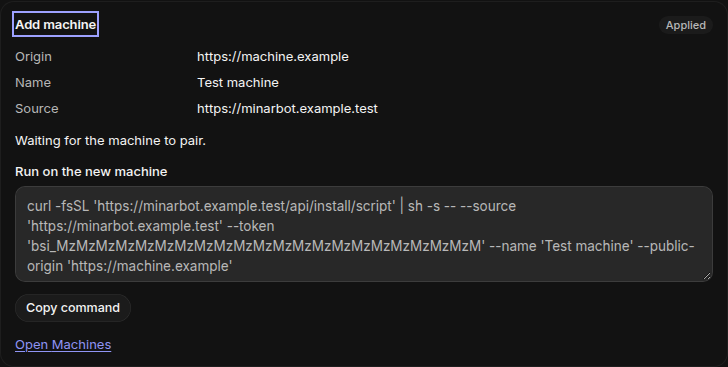 Add machine
Applied
Origin https://machine.example
Name Test machine
Source https://minarbot.example.test
Waiting for the machine to pair.
Run on the new machine
curl -fsSL 'https://minarbot.example.test/api/install/script' | sh -s -- --source
'https://minarbot.example.test' --token
'bsi_MzMzMzMzMzMzMzMzMzMzMzMzMzMzMzMzMzMzMzMzMzM' --name 'Test machine' --public-
origin 'https://machine.example'
Copy command
Open Machines